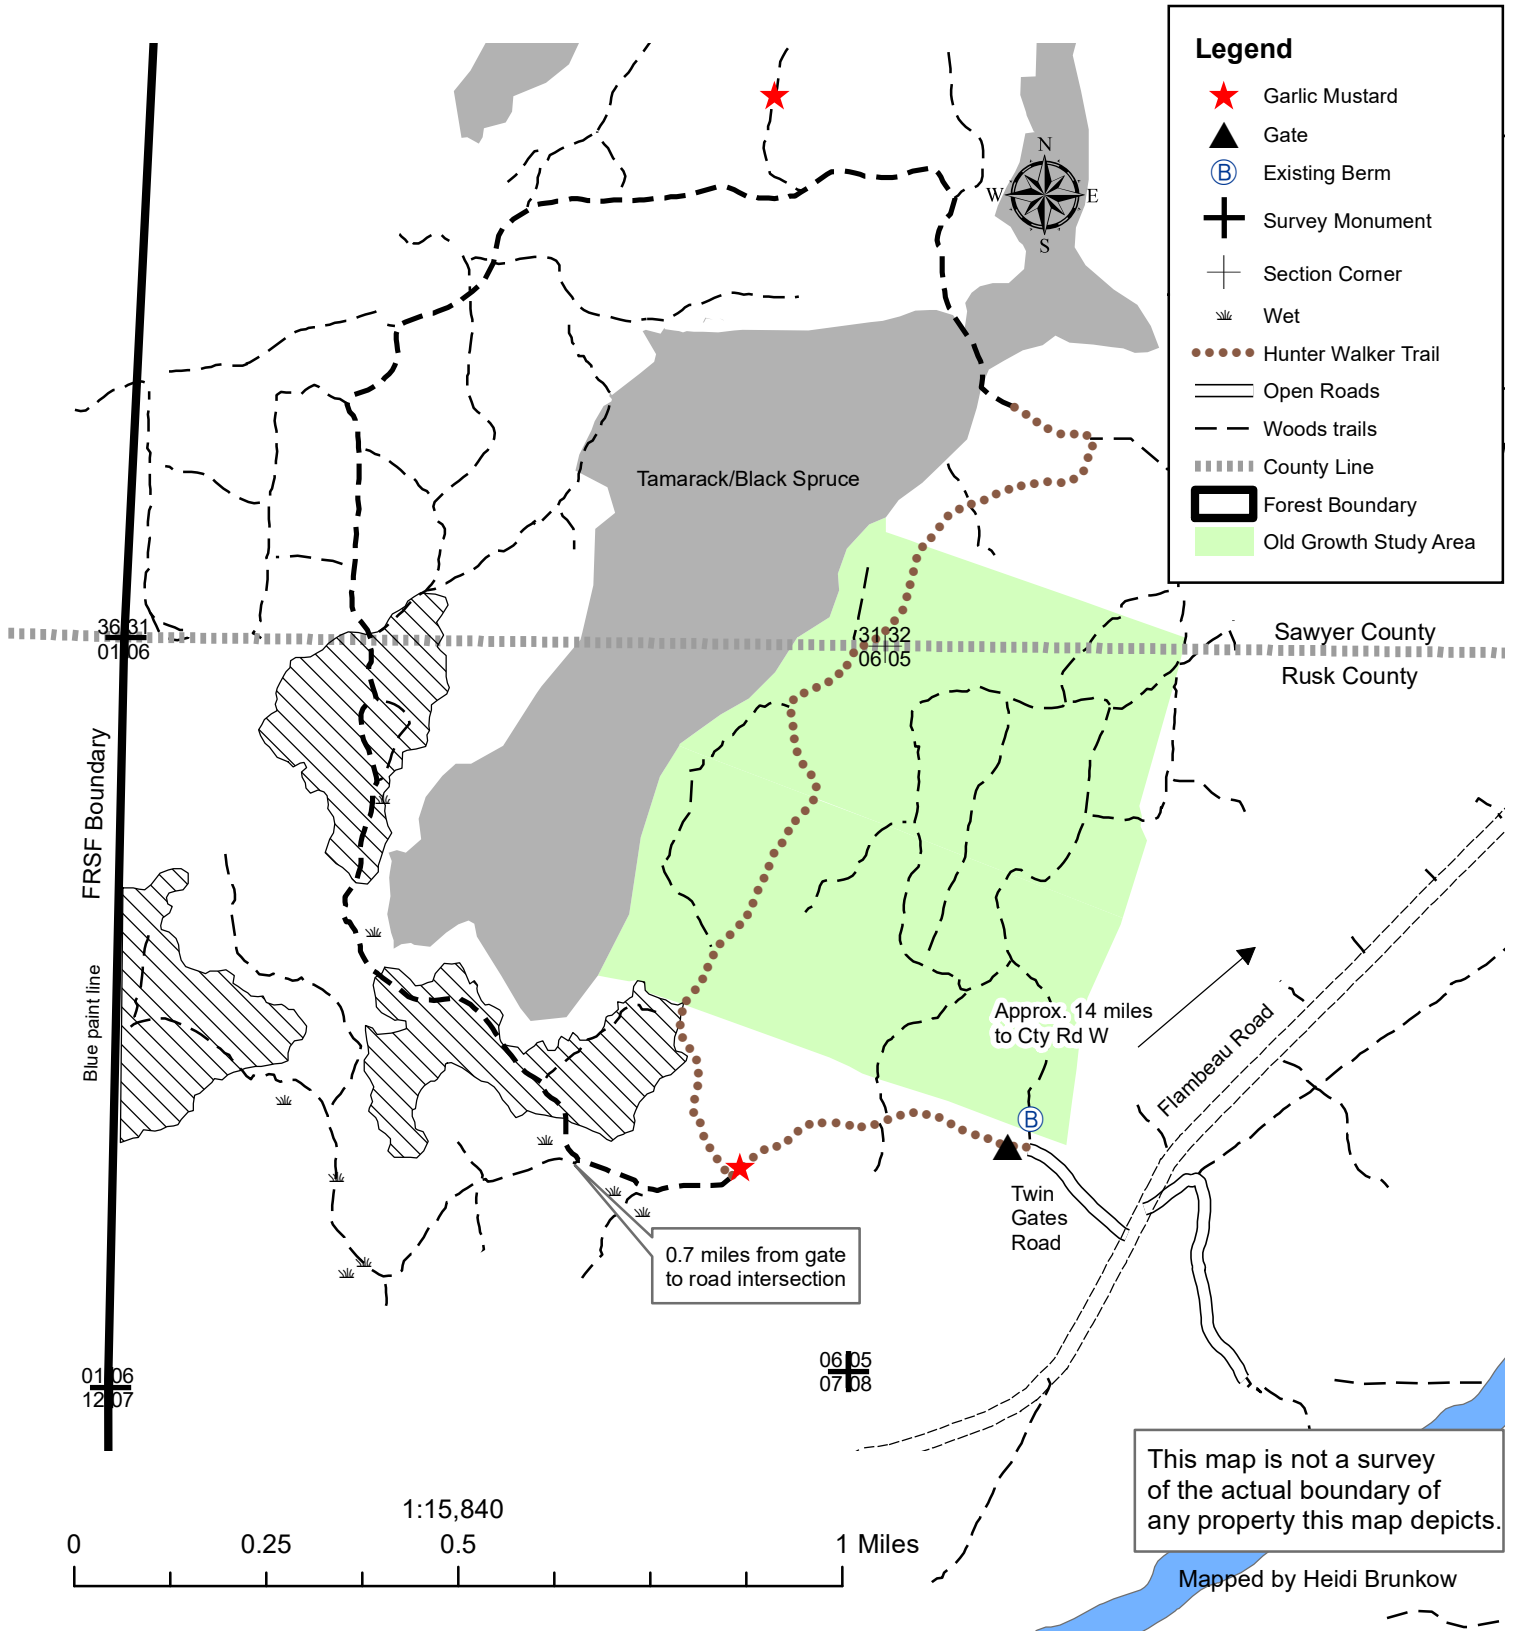 Legend
Garlic Mustard
Gate
B Existing Berm
Survey Monument
Section Corner
Wet
Hunter Walker Trail
Open Roads
Woods trails
County Line
Forest Boundary
Old Growth Study Area
N
W E
S
Tamarack/Black Spruce
36 31
01 06
31 32
06 05
Sawyer County
Rusk County
FRSF Boundary
Blue paint line
Approx. 14 miles
to Cty Rd W
Flambeau Road
B
Twin
Gates
Road
0.7 miles from gate
to road intersection
01 06
12 07
06 05
07 08
This map is not a survey
of the actual boundary of
any property this map depicts.
1:15,840
0 0.25 0.5 1 Miles
Mapped by Heidi Brunkow